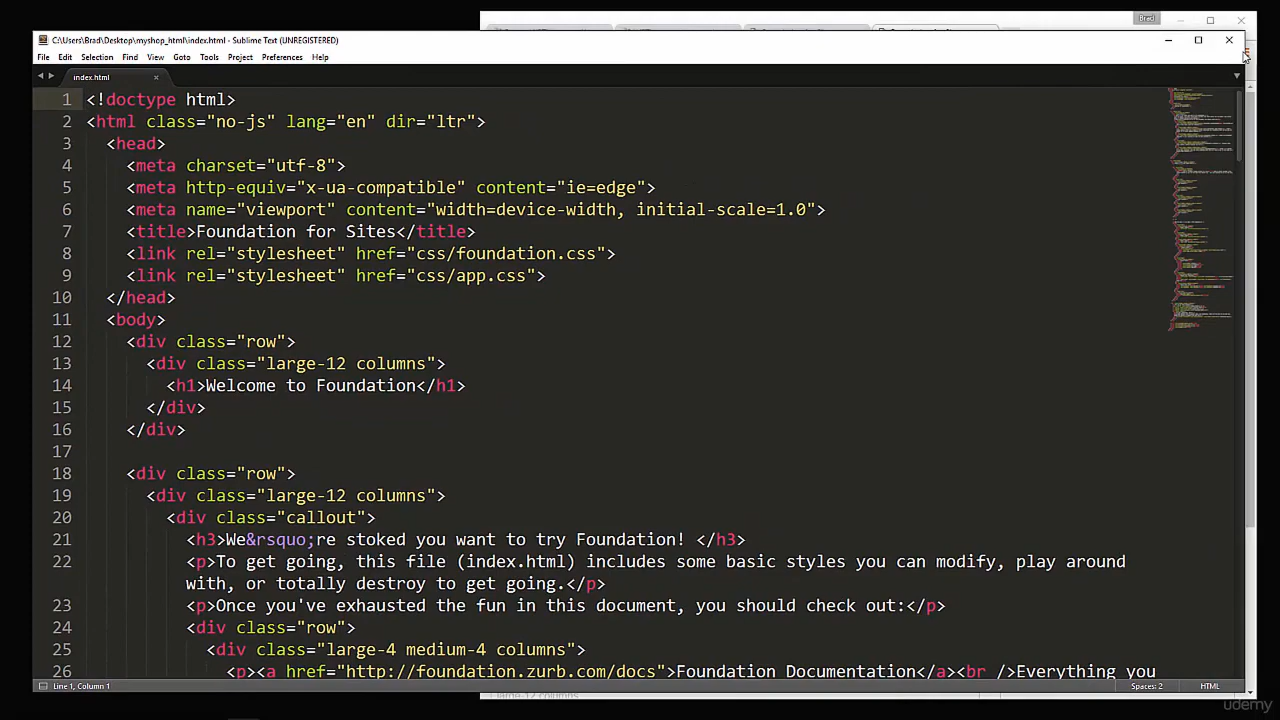 Brad
C:\Users\Brad\Desktop\myshop_html\index.html - Sublime Text (UNREGISTERED)
File Edit Selection Find View Goto Tools Project Preferences Help
index.html
1 <!doctype html>
2 <html class="no-js" lang="en" dir="ltr">
3 <head>
4 <meta charset="utf-8">
5 <meta http-equiv="x-ua-compatible" content="ie=edge">
6 <meta name="viewport" content="width=device-width, initial-scale=1.0">
7 <title>Foundation for Sites</title>
8 <link rel="stylesheet" href="css/foundation.css">
9 <link rel="stylesheet" href="css/app.css">
10 </head>
11 <body>
12 <div class="row">
13 <div class="large-12 columns">
14 <h1>Welcome to Foundation</h1>
15 </div>
16 </div>
17
18 <div class="row">
19 <div class="large-12 columns">
20 <div class="callout">
21 <h3>We&rsquo;re stoked you want to try Foundation! </h3>
22 <p>To get going, this file (index.html) includes some basic styles you can modify, play around
with, or totally destroy to get going.</p>
23 <p>Once you've exhausted the fun in this document, you should check out:</p>
24 <div class="row">
25 <div class="large-4 medium-4 columns">
26 <p><a href="http://foundation.zurb.com/docs">Foundation Documentation</a><br />Everything you
Line 1, Column 1
Spaces: 2 HTML
large-12 columns
udemy